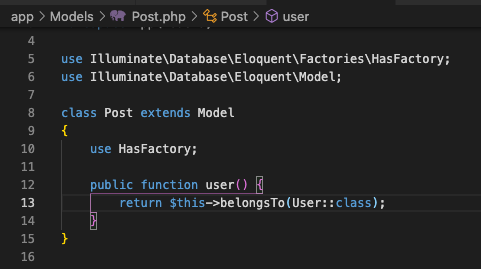 app > Models > Post.php > Post > user
4
5 use Illuminate\Database\Eloquent\Factories\HasFactory;
6 use Illuminate\Database\Eloquent\Model;
7
8 class Post extends Model
9 {
10     use HasFactory;
11
12     public function user() {
13         return $this->belongsTo(User::class);
14     }
15 }
16